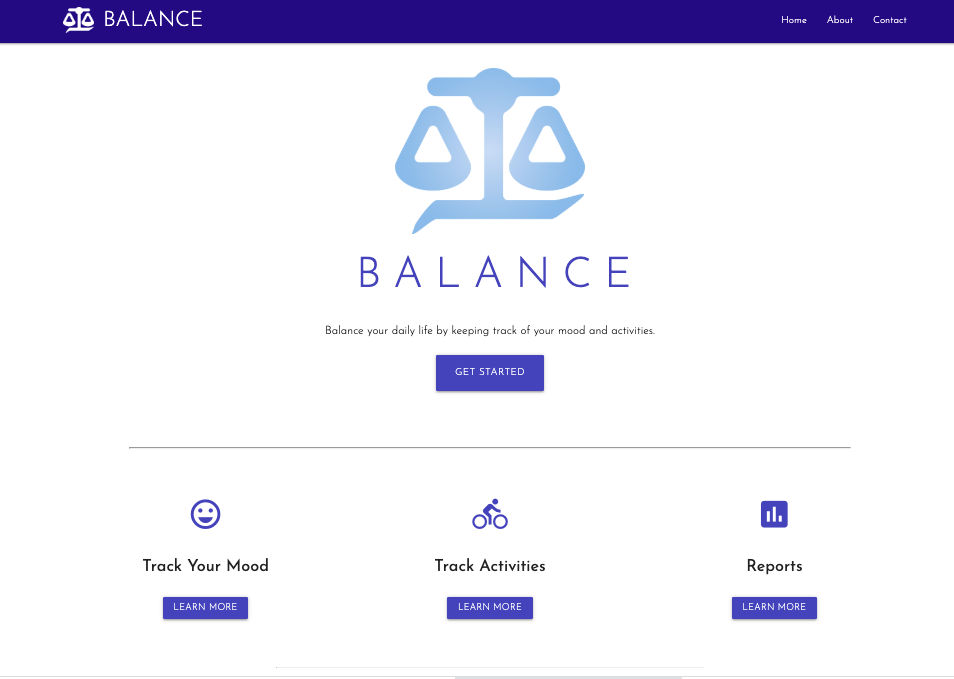 BALANCE
Home About Contact
BALANCE
Balance your daily life by keeping track of your mood and activities.
GET STARTED
Track Your Mood
LEARN MORE
Track Activities
LEARN MORE
Reports
LEARN MORE